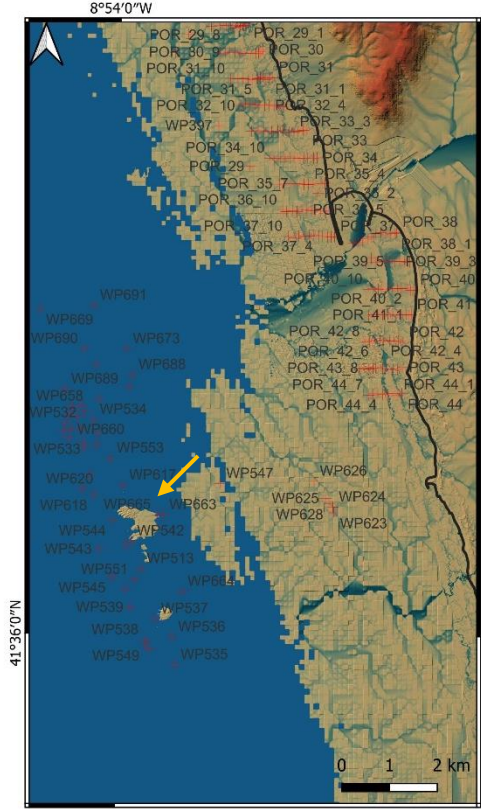 8°54′0″W
POR_29_8 POR_29_1
POR_30_9 POR_30
POR_31_10 POR_31
POR_31_5 POR_31_1
POR_32_10 POR_32_4
WP397 POR_33_3
POR_33
POR_34_10 POR_34
POR_29 POR_35_4
POR_35_7
POR_36_10
POR_37_10 POR_37 POR_38
POR_37_4 POR_38_1
POR_39_5 POR_39_3
POR_40
WP691
WP669
POR_40_2 POR_41
POR_41_1
WP690 WP673
POR_42_8 POR_42
POR_42_6 POR_42_4
WP688
POR_43_8 POR_43
WP689
POR_44_7 POR_44_1
WP658
POR_44_4 POR_44
WP532 WP534
WP660
WP533 WP553
WP620 WP617 WP547 WP626
WP618 WP665 WP663 WP625 WP624
WP628
WP623
WP544 WP542
WP543 WP513
WP551
WP545 WP664
WP539 WP537
WP538 WP536
WP549 WP535
41°36′0″N
0 1 2 km